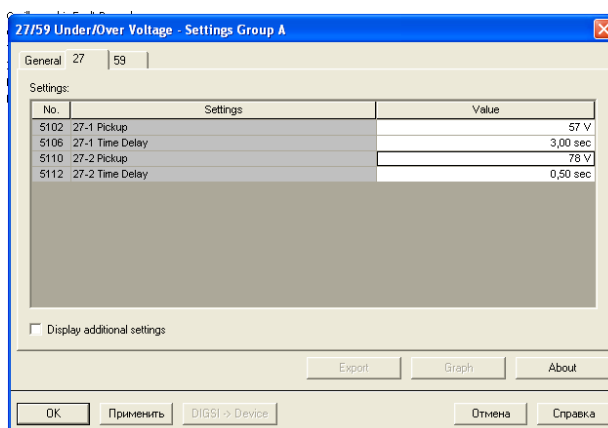 27/59 Under/Over Voltage - Settings Group A
General 27 59
Settings:
No. Settings Value
5102 27-1 Pickup 57 V
5106 27-1 Time Delay 3,00 sec
5110 27-2 Pickup 78 V
5112 27-2 Time Delay 0,50 sec
Display additional settings
Export Graph About
OK Применить DIGSI -> Device Отмена Справка